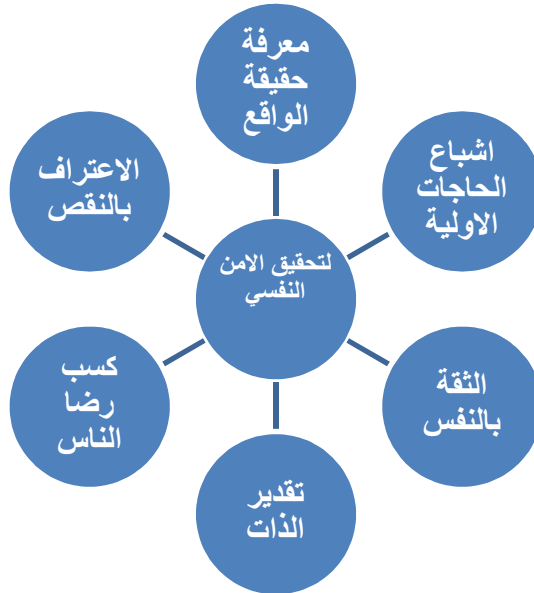 معرفة
حقيقة
الواقع
اشباع
الحاجات
الاولية
الثقة
بالنفس
تقدير
الذات
كسب
رضا
الناس
الاعتراف
بالنقص
لتحقيق الامن
النفسي